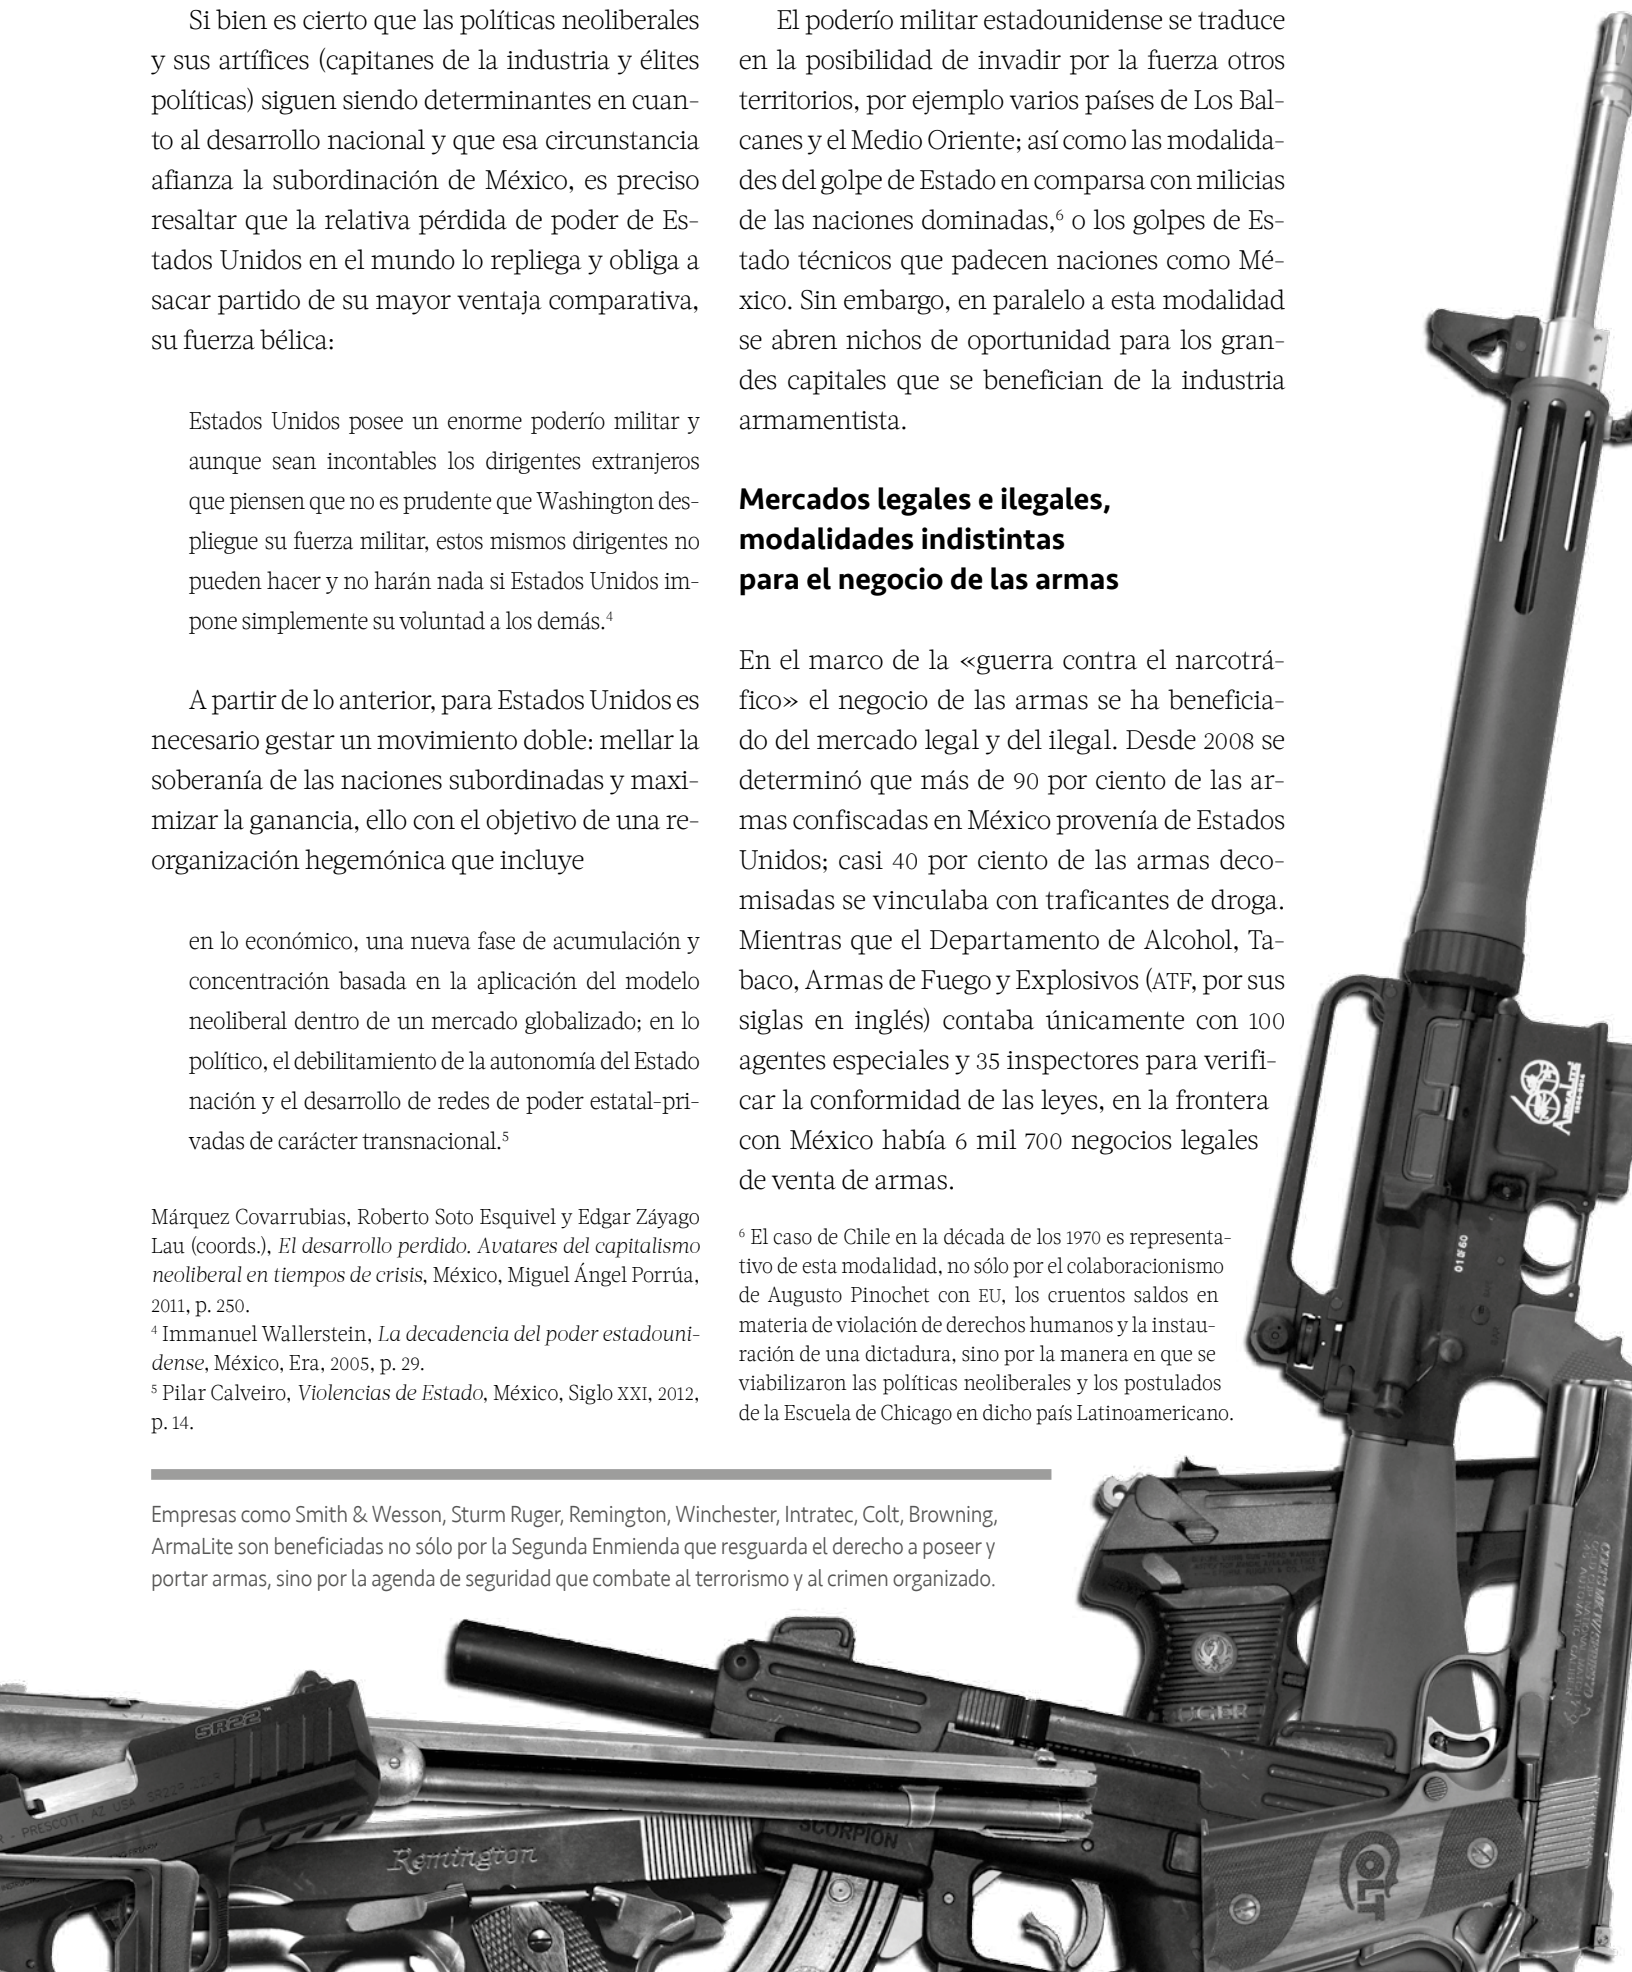 Si bien es cierto que las políticas neoliberales
y sus artífices (capitanes de la industria y élites
políticas) siguen siendo determinantes en cuan-
to al desarrollo nacional y que esa circunstancia
afianza la subordinación de México, es preciso
resaltar que la relativa pérdida de poder de Es-
tados Unidos en el mundo lo repliega y obliga a
sacar partido de su mayor ventaja comparativa,
su fuerza bélica:
Estados Unidos posee un enorme poderío militar y
aunque sean incontables los dirigentes extranjeros
que piensen que no es prudente que Washington des-
pliegue su fuerza militar, estos mismos dirigentes no
pueden hacer y no harán nada si Estados Unidos im-
pone simplemente su voluntad a los demás.⁴
A partir de lo anterior, para Estados Unidos es
necesario gestar un movimiento doble: mellar la
soberanía de las naciones subordinadas y maxi-
mizar la ganancia, ello con el objetivo de una re-
organización hegemónica que incluye
en lo económico, una nueva fase de acumulación y
concentración basada en la aplicación del modelo
neoliberal dentro de un mercado globalizado; en lo
político, el debilitamiento de la autonomía del Estado
nación y el desarrollo de redes de poder estatal-pri-
vadas de carácter transnacional.⁵
Márquez Covarrubias, Roberto Soto Esquivel y Edgar Záyago
Lau (coords.), El desarrollo perdido. Avatares del capitalismo
neoliberal en tiempos de crisis, México, Miguel Ángel Porrúa,
2011, p. 250.
⁴ Immanuel Wallerstein, La decadencia del poder estadouni-
dense, México, Era, 2005, p. 29.
⁵ Pilar Calveiro, Violencias de Estado, México, Siglo XXI, 2012,
p. 14.
El poderío militar estadounidense se traduce
en la posibilidad de invadir por la fuerza otros
territorios, por ejemplo varios países de Los Bal-
canes y el Medio Oriente; así como las modalida-
des del golpe de Estado en comparsa con milicias
de las naciones dominadas,⁶ o los golpes de Es-
tado técnicos que padecen naciones como Mé-
xico. Sin embargo, en paralelo a esta modalidad
se abren nichos de oportunidad para los gran-
des capitales que se benefician de la industria
armamentista.
Mercados legales e ilegales,
modalidades indistintas
para el negocio de las armas
En el marco de la «guerra contra el narcotrá-
fico» el negocio de las armas se ha beneficia-
do del mercado legal y del ilegal. Desde 2008 se
determinó que más de 90 por ciento de las ar-
mas confiscadas en México provenía de Estados
Unidos; casi 40 por ciento de las armas deco-
misadas se vinculaba con traficantes de droga.
Mientras que el Departamento de Alcohol, Ta-
baco, Armas de Fuego y Explosivos (ATF, por sus
siglas en inglés) contaba únicamente con 100
agentes especiales y 35 inspectores para verifi-
car la conformidad de las leyes, en la frontera
con México había 6 mil 700 negocios legales
de venta de armas.
⁶ El caso de Chile en la década de los 1970 es representa-
tivo de esta modalidad, no sólo por el colaboracionismo
de Augusto Pinochet con EU, los cruentos saldos en
materia de violación de derechos humanos y la instau-
ración de una dictadura, sino por la manera en que se
viabilizaron las políticas neoliberales y los postulados
de la Escuela de Chicago en dicho país Latinoamericano.
Empresas como Smith & Wesson, Sturm Ruger, Remington, Winchester, Intratec, Colt, Browning,
ArmaLite son beneficiadas no sólo por la Segunda Enmienda que resguarda el derecho a poseer y
portar armas, sino por la agenda de seguridad que combate al terrorismo y al crimen organizado.
60
ARMALITE
01 OF 60
RUGER
SR22™
PRESCOTT, AZ USA
Remington
SCORPION
COLT